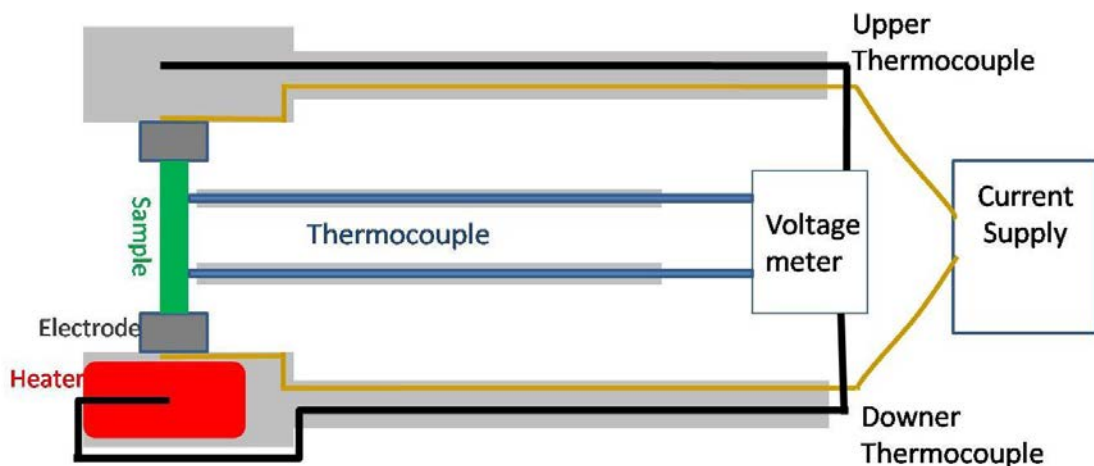 Upper
Thermocouple
Sample
Thermocouple
Voltage
meter
Current
Supply
Electrode
Heater
Downer
Thermocouple